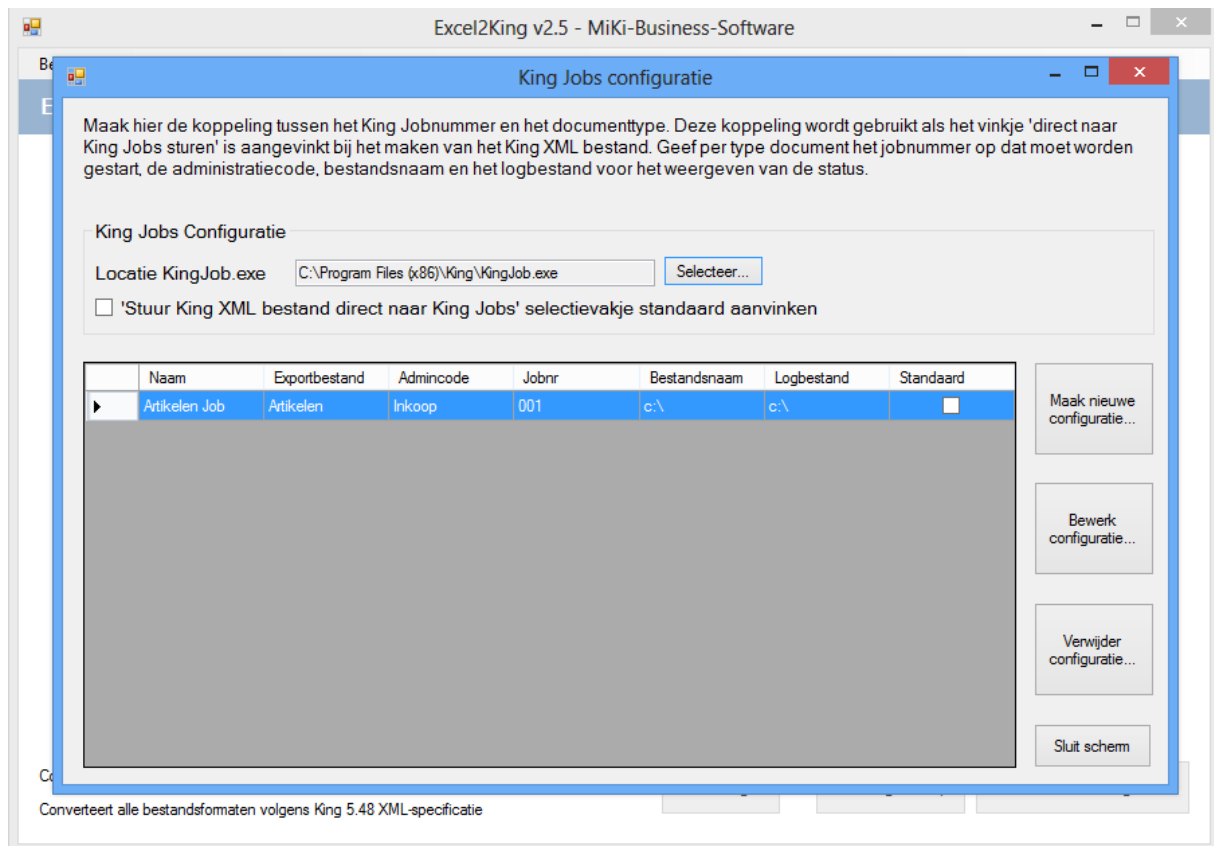 Excel2King v2.5 - MiKi-Business-Software
King Jobs configuratie
Maak hier de koppeling tussen het King Jobnummer en het documenttype. Deze koppeling wordt gebruikt als het vinkje 'direct naar
King Jobs sturen' is aangevinkt bij het maken van het King XML bestand. Geef per type document het jobnummer op dat moet worden
gestart, de administratiecode, bestandsnaam en het logbestand voor het weergeven van de status.
King Jobs Configuratie
Locatie KingJob.exe C:\Program Files (x86)\King\KingJob.exe Selecteer...
'Stuur King XML bestand direct naar King Jobs' selectievakje standaard aanvinken
Naam Exportbestand Admincode Jobnr Bestandsnaam Logbestand Standaard
Artikelen Job Artikelen Inkoop 001 c:\ c:\
Maak nieuwe
configuratie...
Bewerk
configuratie...
Verwijder
configuratie...
Sluit scherm
Converteert alle bestandsformaten volgens King 5.48 XML-specificatie